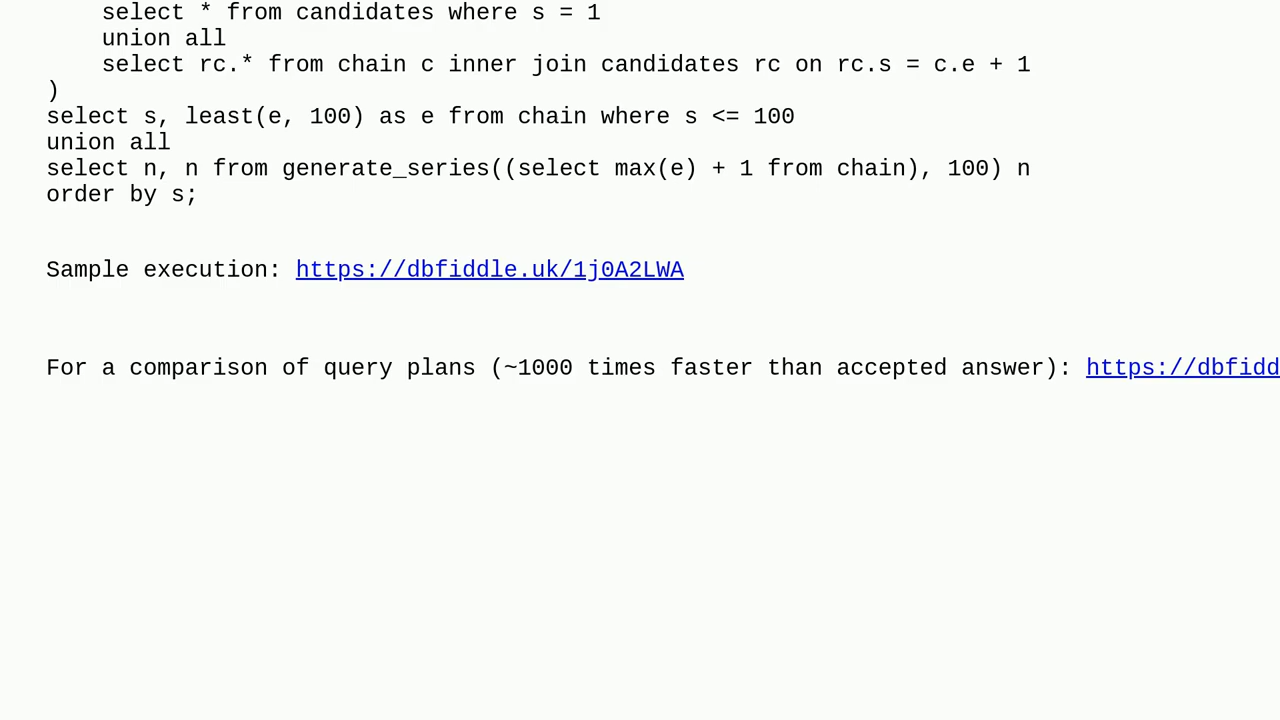 select * from candidates where s = 1
union all
select rc.* from chain c inner join candidates rc on rc.s = c.e + 1
)
select s, least(e, 100) as e from chain where s <= 100
union all
select n, n from generate_series((select max(e) + 1 from chain), 100) n
order by s;
Sample execution: https://dbfiddle.uk/1j0A2LWA
For a comparison of query plans (~1000 times faster than accepted answer): https://dbfidd